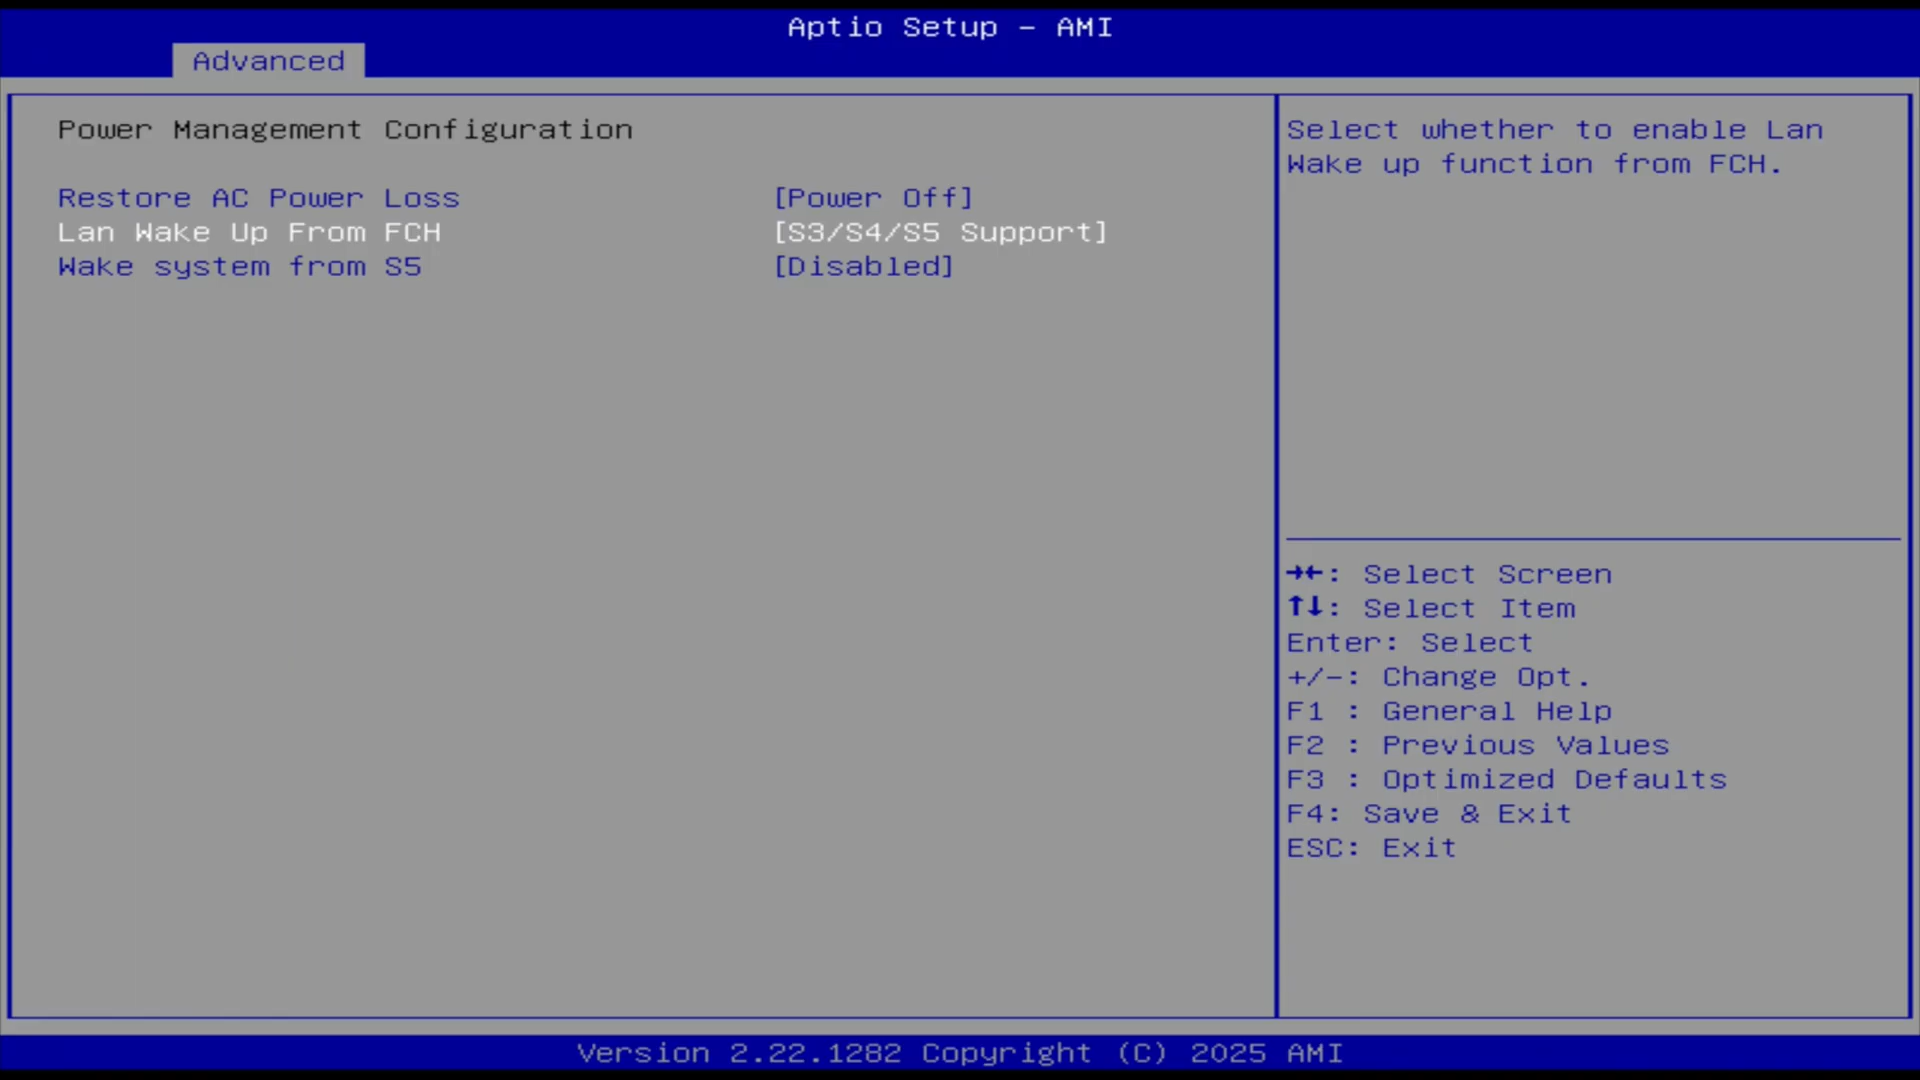 Aptio Setup - AMI
Advanced
Power Management Configuration
Restore AC Power Loss [Power Off]
Lan Wake Up From FCH [S3/S4/S5 Support]
Wake system from S5 [Disabled]
Select whether to enable Lan
Wake up function from FCH.
→←: Select Screen
↑↓: Select Item
Enter: Select
+/-: Change Opt.
F1 : General Help
F2 : Previous Values
F3 : Optimized Defaults
F4: Save & Exit
ESC: Exit
Version 2.22.1282 Copyright (C) 2025 AMI